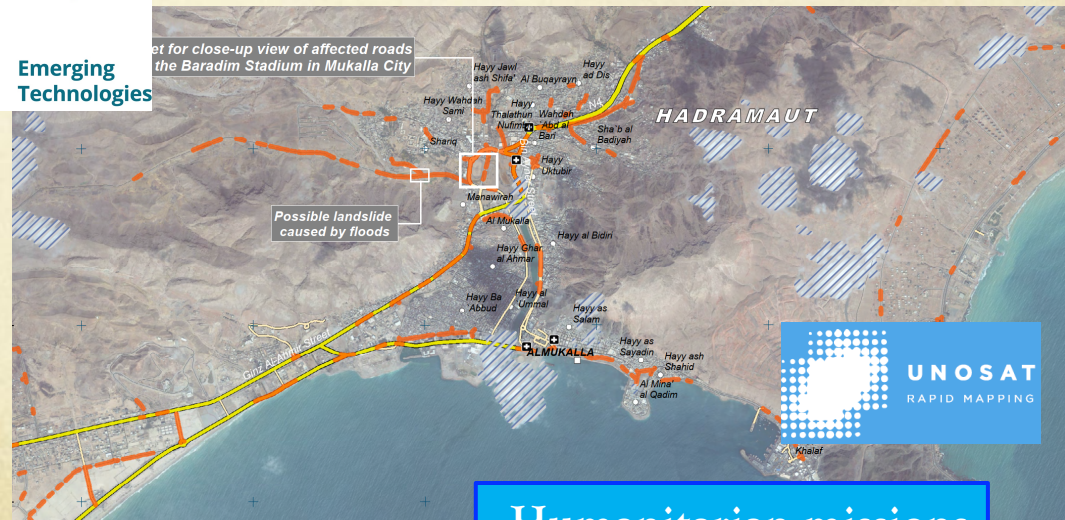 Emerging
Technologies
et for close-up view of affected roads
the Baradim Stadium in Mukalla City
Hayy Jawl
ash Shifa'
Al Buqayrayn
Hayy
ad Dis
Hayy Wahdah
Sami
Hayy
Thalathun
Nufimbir
Wahdah
Abd al
Bari
N4
HADRAMAUT
Sha`b al
Badiyah
Shariq
Hayy
Uktubir
Manawirah
Possible landslide
caused by floods
Al Mukalla
Hayy al Bidin
Hayy Ghar
al Ahmar
Hayy Ba
`Abbud
Hayy al
Ummal
Hayy as
Salam
Ginz Al-Amhur Street
ALMUKALLA
Hayy as
Sayadin
Hayy ash
Shahid
Al Mina'
al Qadim
UNOSAT
RAPID MAPPING
Khalaf
Humanitarian missions